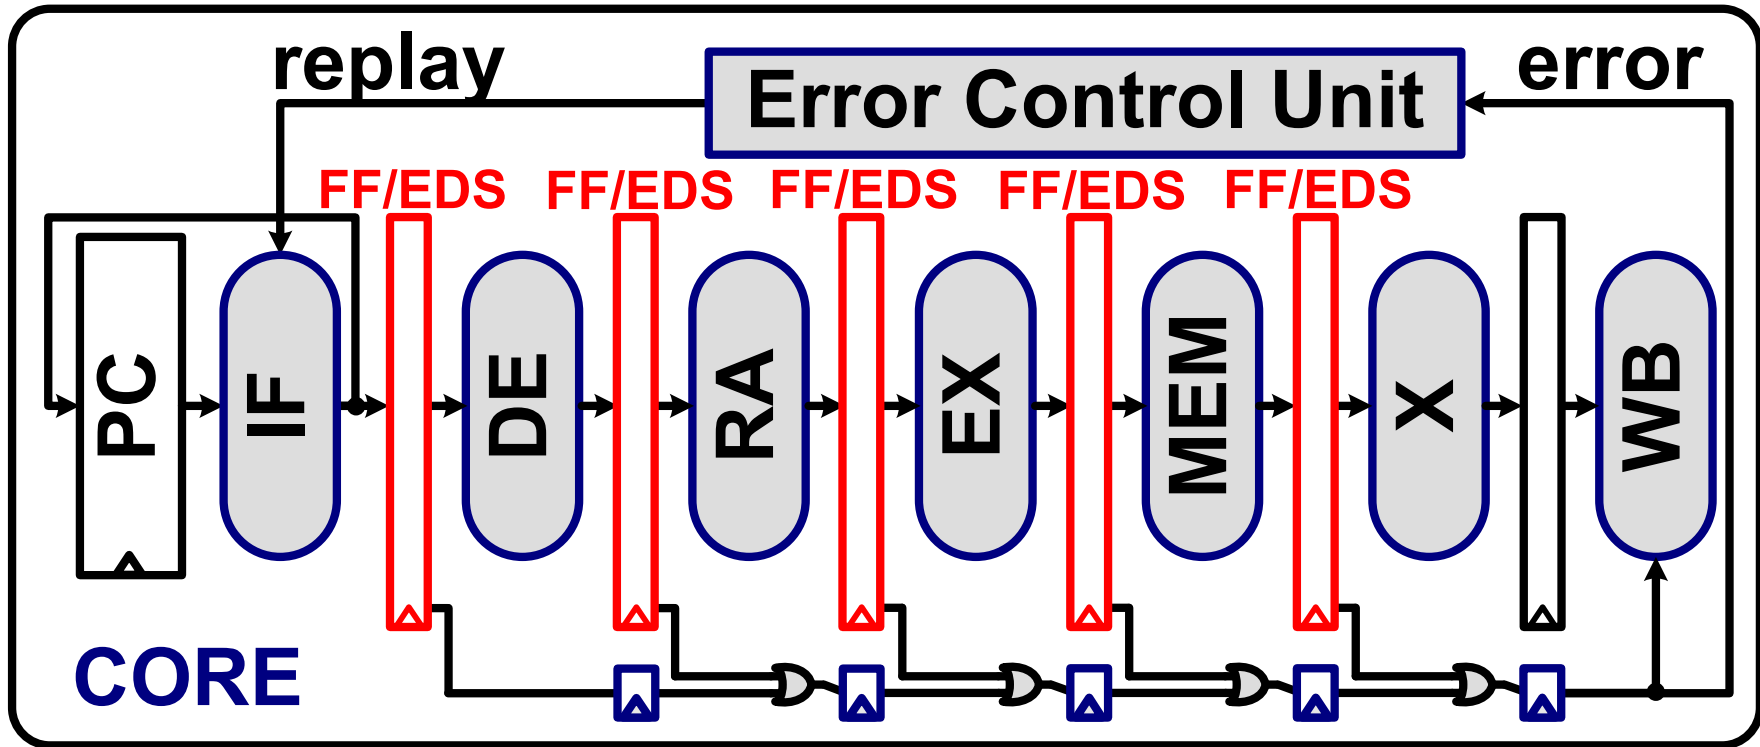 replay
Error Control Unit
error
FF/EDS FF/EDS FF/EDS FF/EDS FF/EDS
PC
IF
DE
RA
EX
MEM
X
WB
CORE